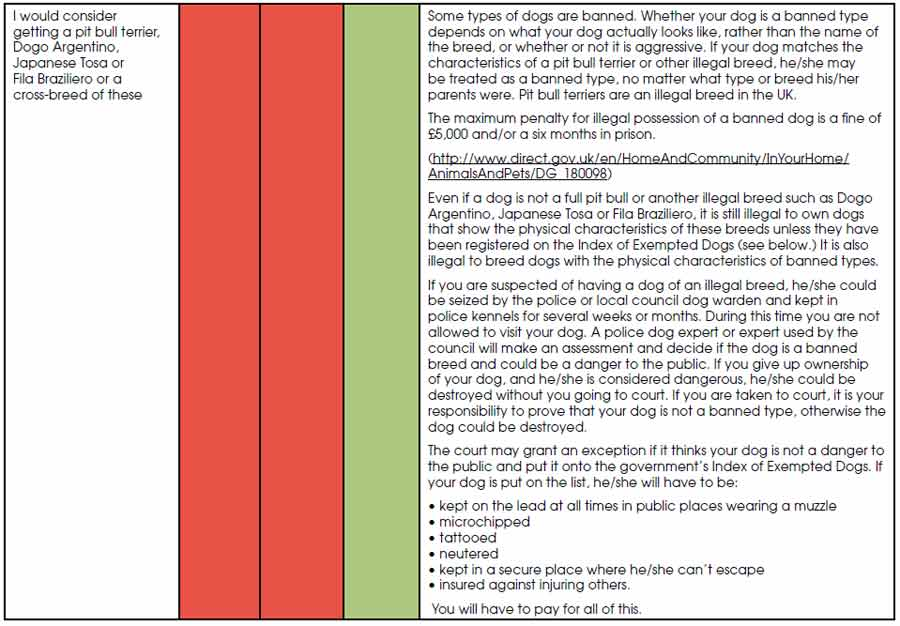 I would consider
getting a pit bull terrier,
Dogo Argentino,
Japanese Tosa or
Fila Braziliero or a
cross-breed of these
Some types of dogs are banned. Whether your dog is a banned type
depends on what your dog actually looks like, rather than the name of
the breed, or whether or not it is aggressive. If your dog matches the
characteristics of a pit bull terrier or other illegal breed, he/she may
be treated as a banned type, no matter what type or breed his/her
parents were. Pit bull terriers are an illegal breed in the UK.
The maximum penalty for illegal possession of a banned dog is a fine of
£5,000 and/or a six months in prison.
(http://www.direct.gov.uk/en/HomeAndCommunity/InYourHome/
AnimalsAndPets/DG_180098)
Even if a dog is not a full pit bull or another illegal breed such as Dogo
Argentino, Japanese Tosa or Fila Braziliero, it is still illegal to own dogs
that show the physical characteristics of these breeds unless they have
been registered on the Index of Exempted Dogs (see below.) It is also
illegal to breed dogs with the physical characteristics of banned types.
If you are suspected of having a dog of an illegal breed, he/she could
be seized by the police or local council dog warden and kept in
police kennels for several weeks or months. During this time you are not
allowed to visit your dog. A police dog expert or expert used by the
council will make an assessment and decide if the dog is a banned
breed and could be a danger to the public. If you give up ownership
of your dog, and he/she is considered dangerous, he/she could be
destroyed without you going to court. If you are taken to court, it is your
responsibility to prove that your dog is not a banned type, otherwise the
dog could be destroyed.
The court may grant an exception if it thinks your dog is not a danger to
the public and put it onto the government's Index of Exempted Dogs. If
your dog is put on the list, he/she will have to be:
• kept on the lead at all times in public places wearing a muzzle
• microchipped
• tattooed
• neutered
• kept in a secure place where he/she can´t escape
• insured against injuring others.
You will have to pay for all of this.